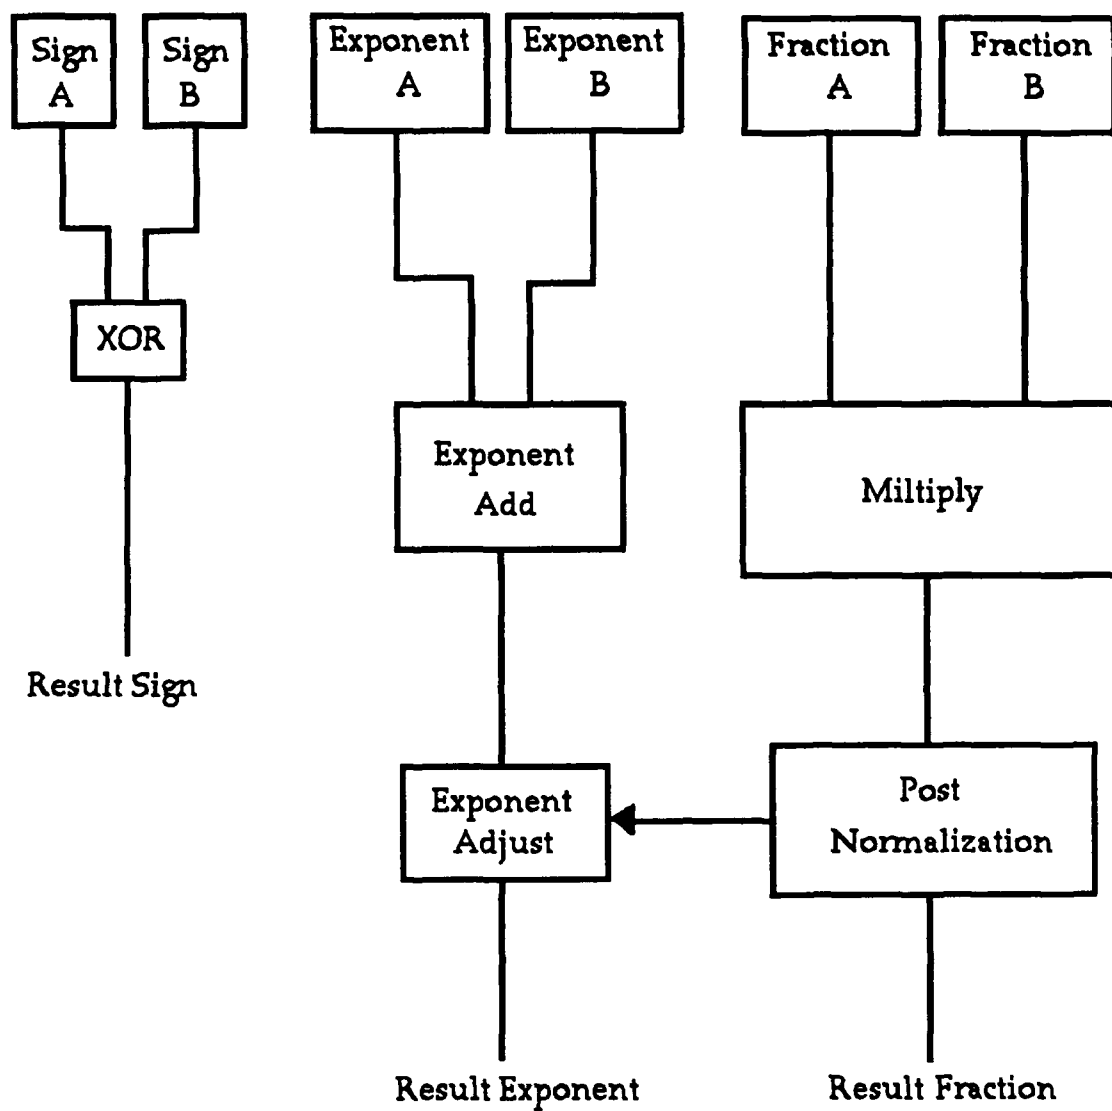 Sign
A
Sign
B
Exponent
A
Exponent
B
Fraction
A
Fraction
B
XOR
Exponent
Add
Miltiply
Result Sign
Exponent
Adjust
Post
Normalization
Result Exponent
Result Fraction